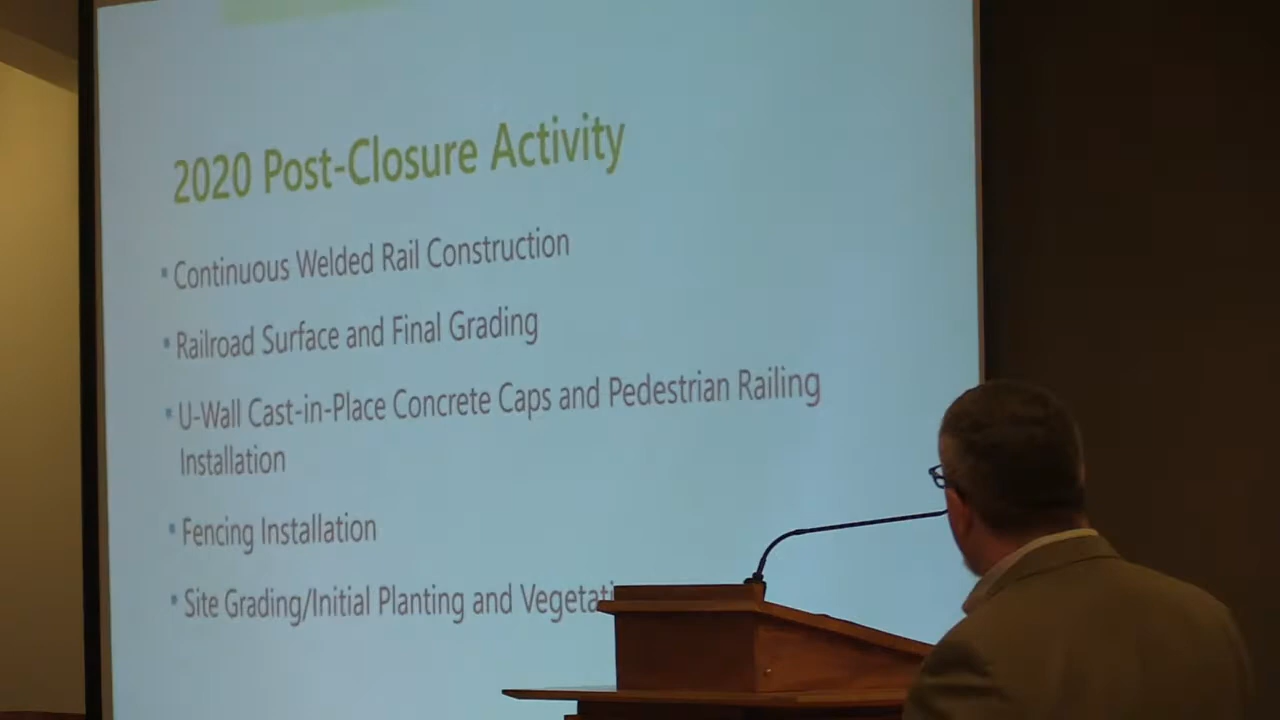 2020 Post-Closure Activity
• Continuous Welded Rail Construction
• Railroad Surface and Final Grading
• U-Wall Cast-in-Place Concrete Caps and Pedestrian Railing
Installation
• Fencing Installation
• Site Grading/Initial Planting and